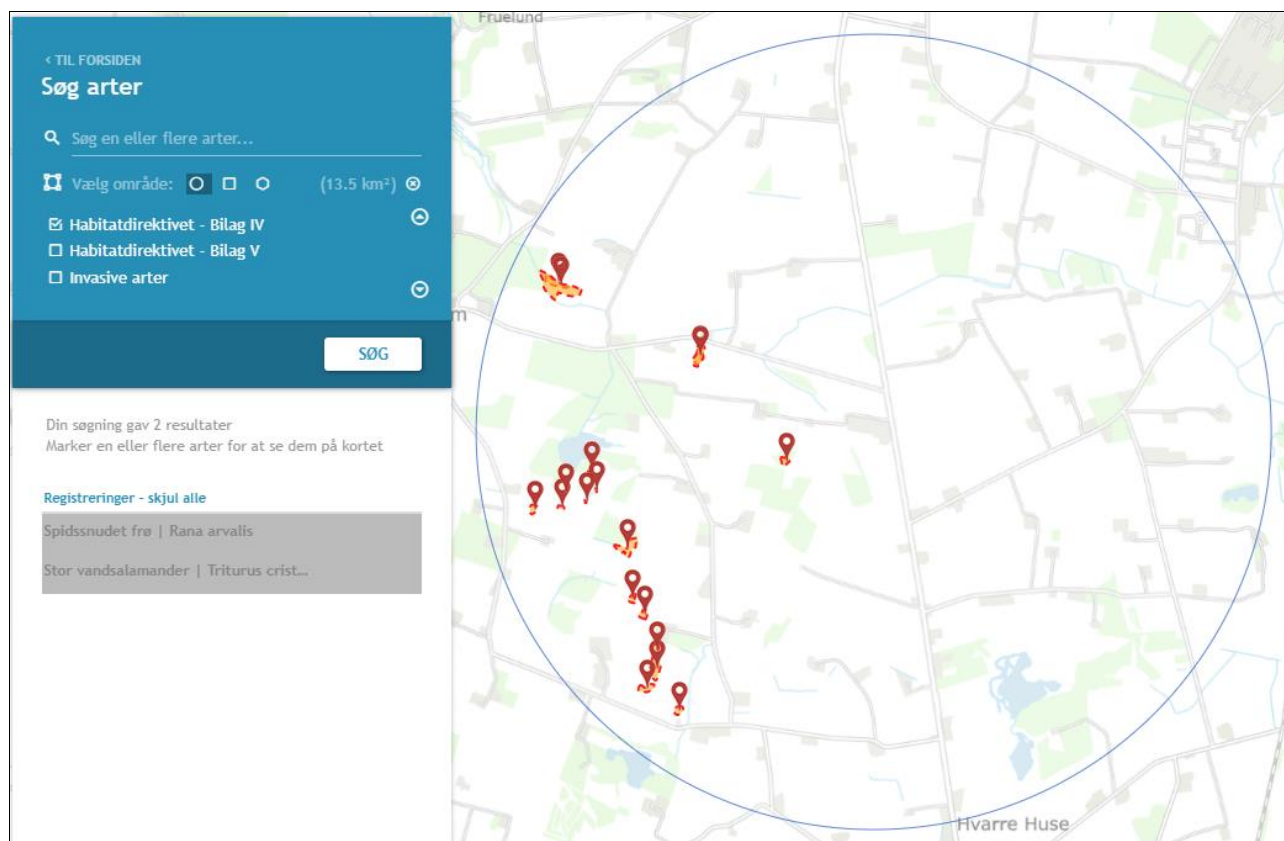 Fruelund
‹ TIL FORSIDEN
Søg arter
Søg en eller flere arter...
Vælg område: (13.5 km²)
Habitatdirektivet - Bilag IV
Habitatdirektivet - Bilag V
Invasive arter
m
SØG
Din søgning gav 2 resultater
Marker en eller flere arter for at se dem på kortet
Registreringer - skjul alle
Spidssnudet frø | Rana arvalis
Stor vandsalamander | Triturus crist...
Hvarre Huse